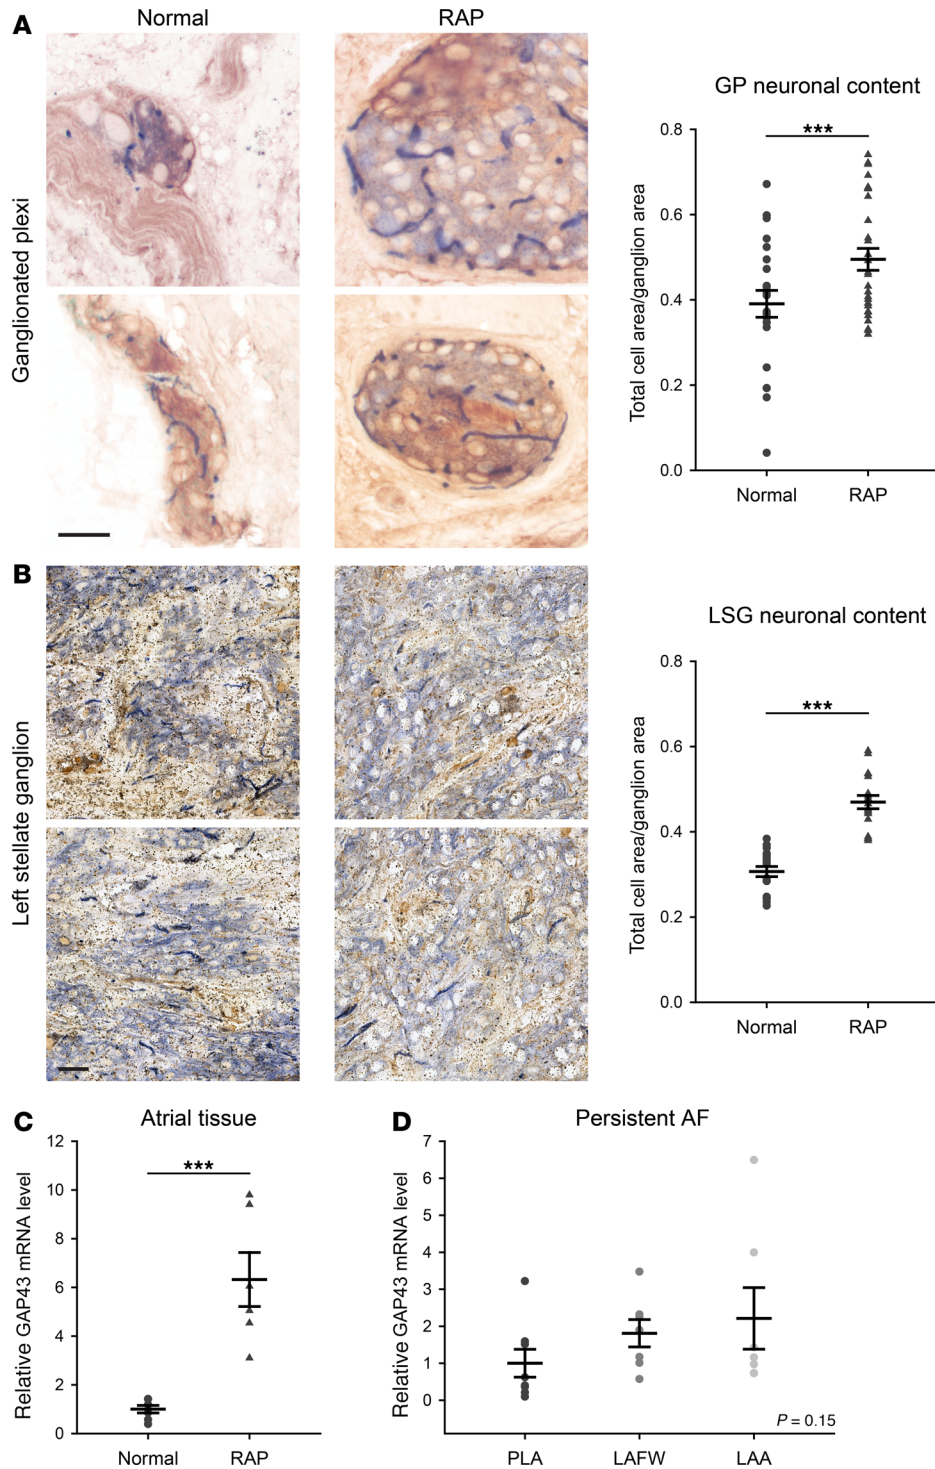 A
Normal
RAP
Ganglionated plexi
GP neuronal content
***
Total cell area/ganglion area
0.8
0.6
0.4
0.2
0.0
Normal
RAP
B
Left stellate ganglion
LSG neuronal content
***
Total cell area/ganglion area
0.8
0.6
0.4
0.2
0.0
Normal
RAP
C
Atrial tissue
***
Relative GAP43 mRNA level
12
10
8
6
4
2
0
Normal
RAP
D
Persistent AF
Relative GAP43 mRNA level
7
6
5
4
3
2
1
0
P = 0.15
PLA
LAFW
LAA